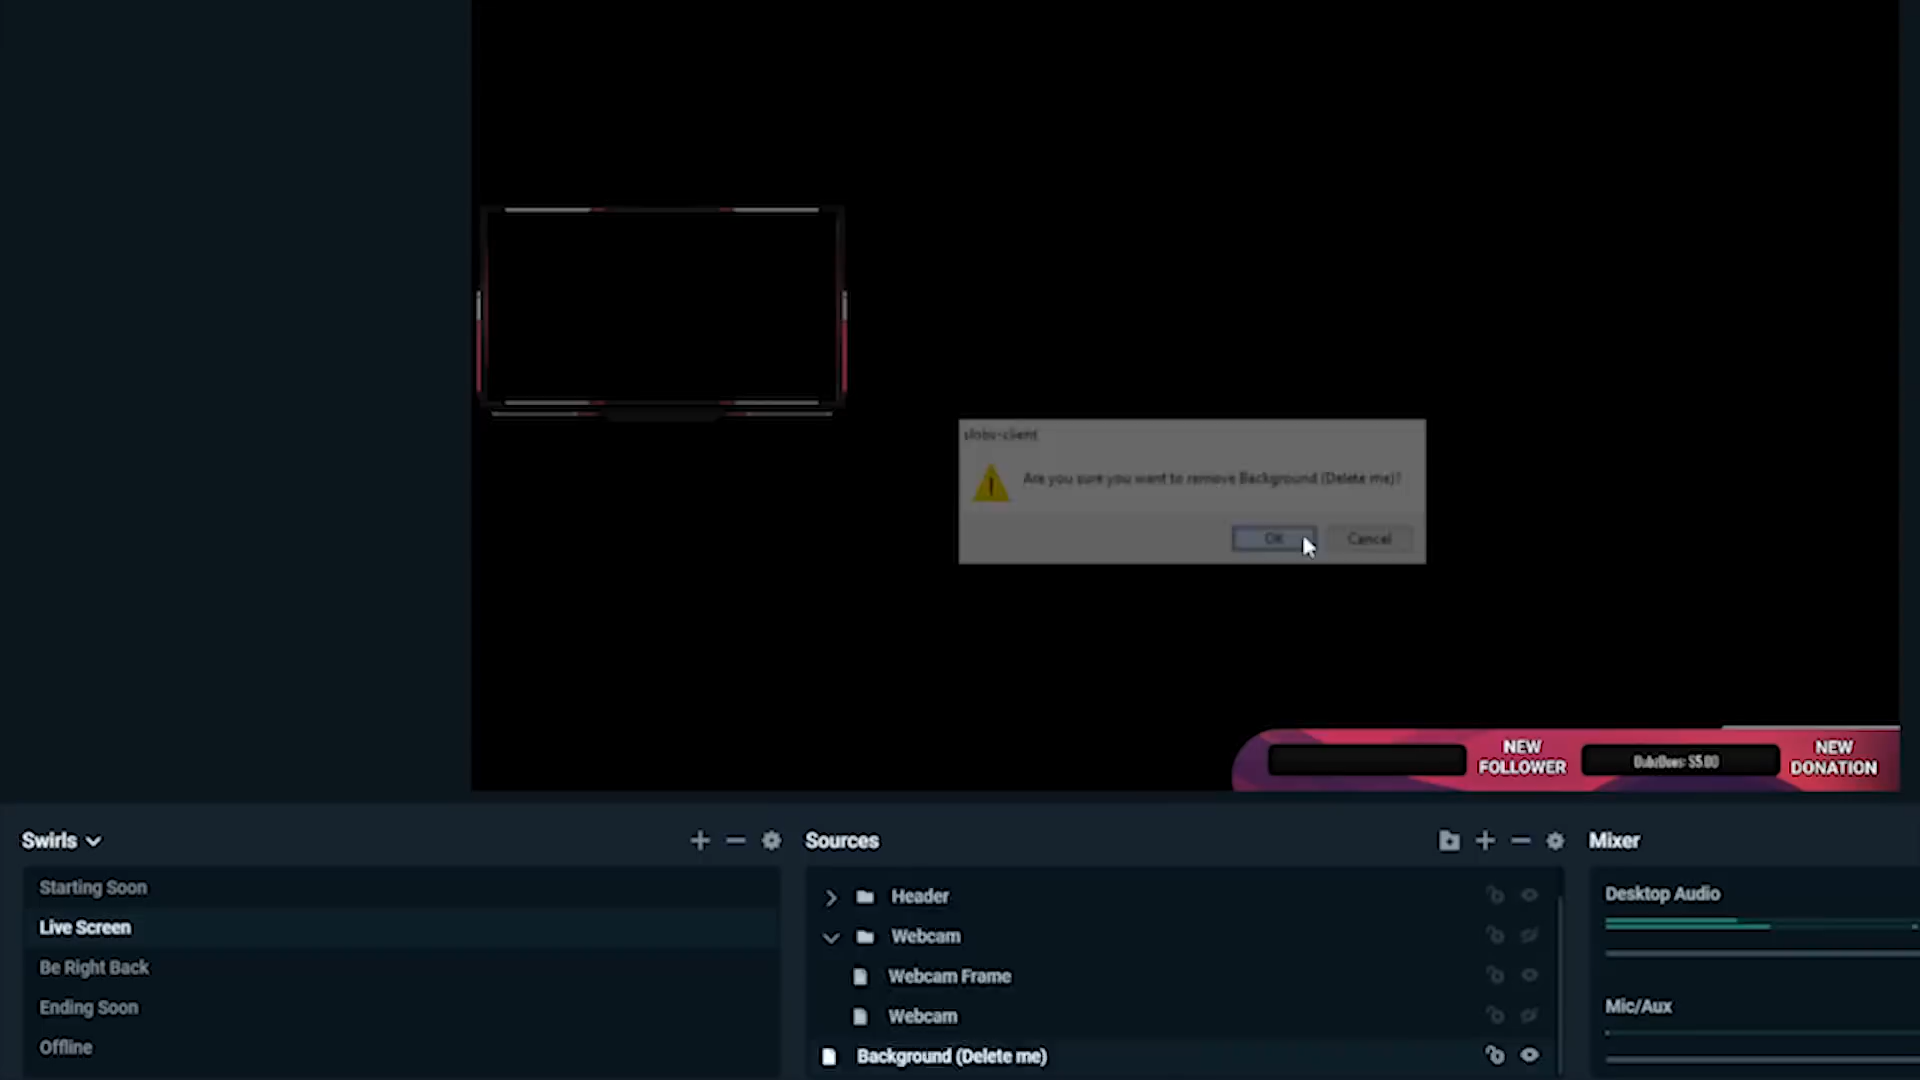 slobs-client
Are you sure you want to remove Background (Delete me)?
OK
Cancel
NEW
FOLLOWER
$5.00
NEW
DONATION
Swirls
Starting Soon
Live Screen
Be Right Back
Ending Soon
Offline
Sources
Header
Webcam
Webcam Frame
Webcam
Background (Delete me)
Mixer
Desktop Audio
Mic/Aux